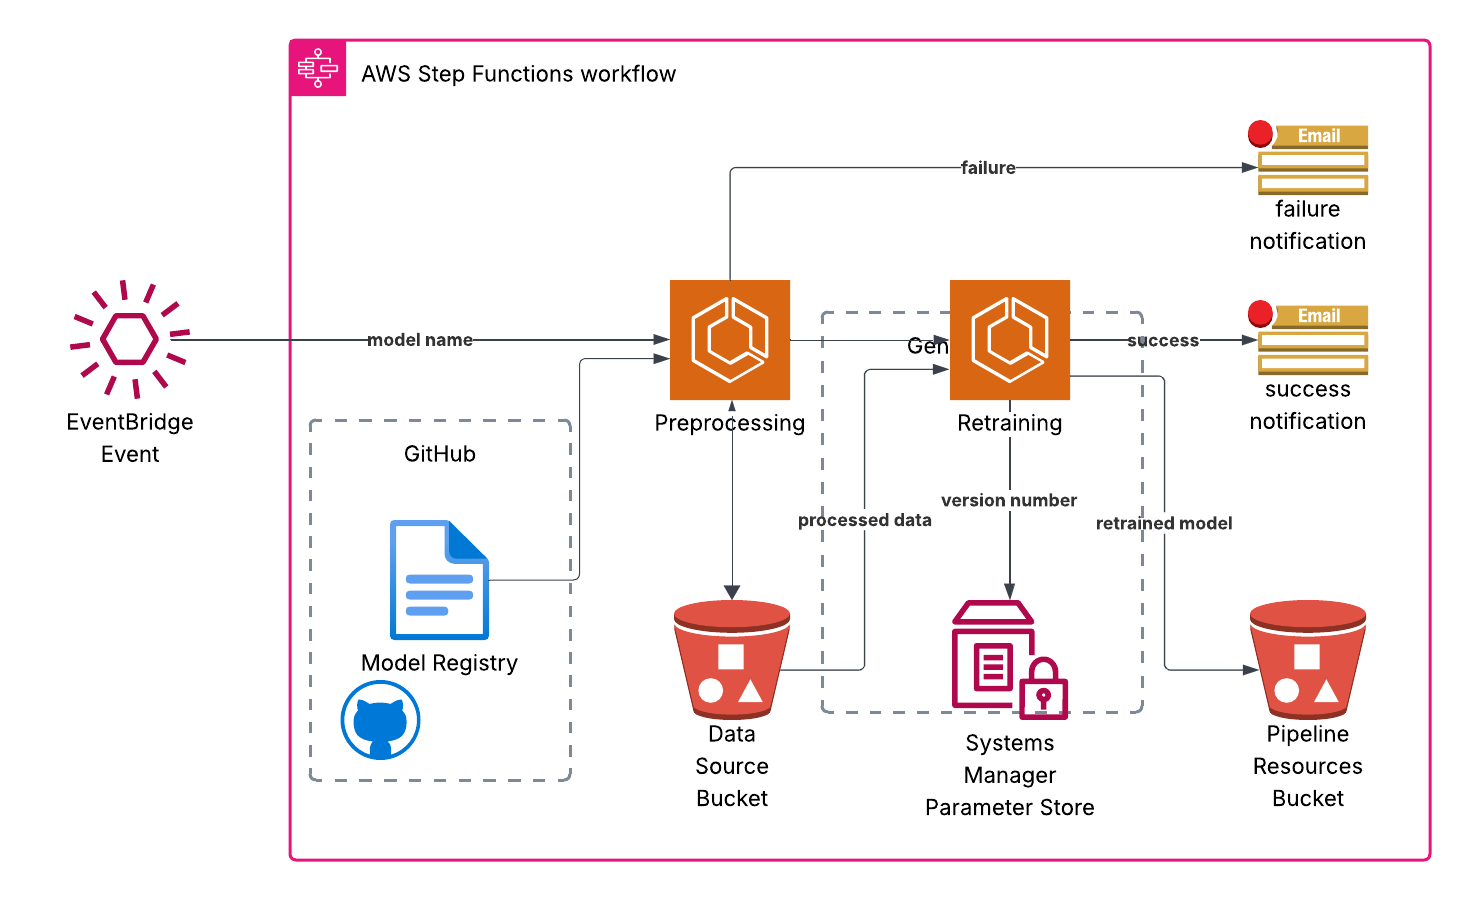 AWS Step Functions workflow
Email
failure
failure
notification
Email
model name
Gen
success
success
notification
EventBridge
Event
Preprocessing
Retraining
GitHub
version number
processed data
retrained model
Model Registry
Data
Source
Bucket
Systems
Manager
Parameter Store
Pipeline
Resources
Bucket